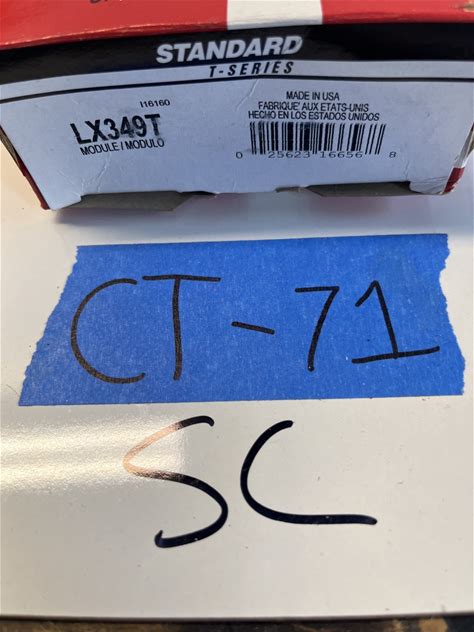 STANDARD
T-SERIES
I16160
LX349T
MODULE / MODULO
MADE IN USA
FABRIQUE' AUX ETATS-UNIS
HECHO EN LOS ESTADOS UNIDOS
0 25623 16656 8
CT-71
SC